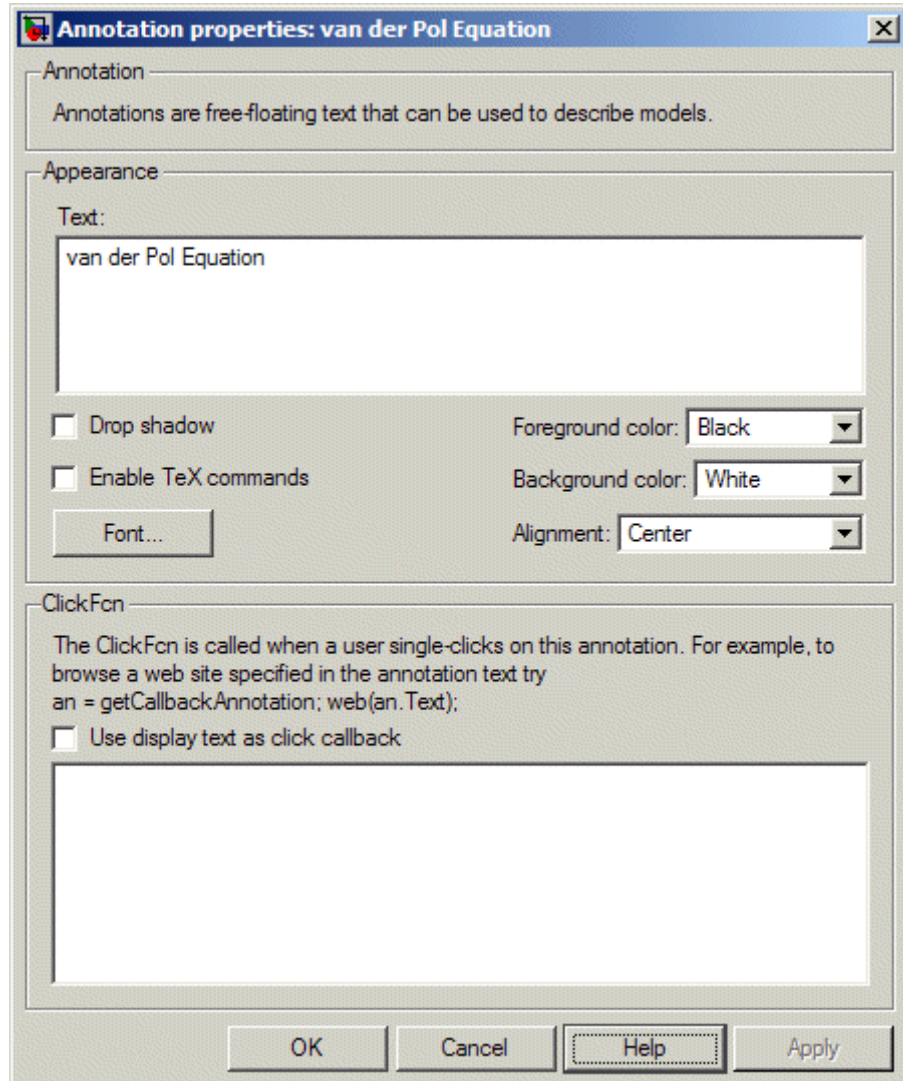 Annotation properties: van der Pol Equation
Annotation
Annotations are free-floating text that can be used to describe models.
Appearance
Text:
van der Pol Equation
Drop shadow
Foreground color: Black
Enable TeX commands
Background color: White
Font...
Alignment: Center
ClickFcn
The ClickFcn is called when a user single-clicks on this annotation. For example, to
browse a web site specified in the annotation text try
an = getCallbackAnnotation; web(an.Text);
Use display text as click callback
OK Cancel Help Apply